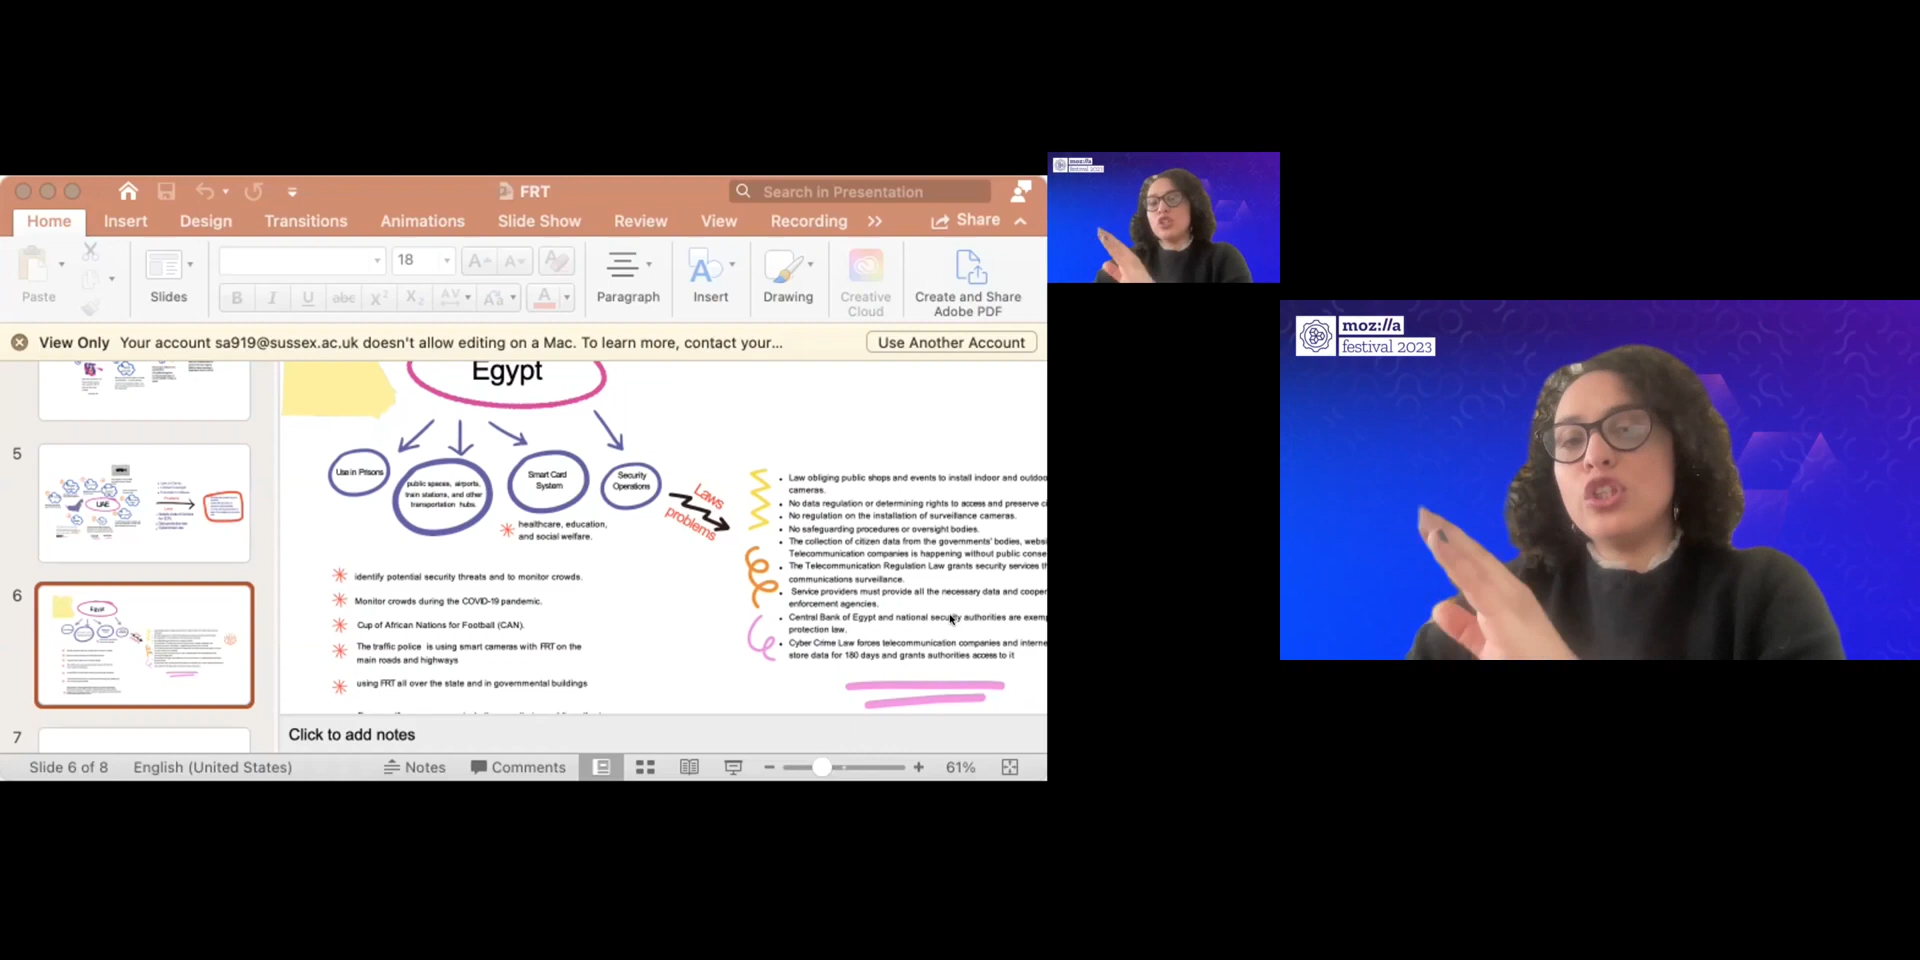 FRT
Search in Presentation
Home
Insert
Design
Transitions
Animations
Slide Show
Review
View
Recording
Share
18
Paste
Slides
Paragraph
Insert
Drawing
Creative
Cloud
Create and Share
Adobe PDF
View Only Your account sa919@sussex.ac.uk doesn't allow editing on a Mac. To learn more, contact your...
Use Another Account
5
UAE
6
Egypt
7
Egypt
Use in Prisons
public spaces, airports,
train stations, and other
transportation hubs.
Smart Card
System
Security
Operations
healthcare, education,
and social welfare.
Laws
problems
identify potential security threats and to monitor crowds.
Monitor crowds during the COVID-19 pandemic.
Cup of African Nations for Football (CAN).
The traffic police is using smart cameras with FRT on the
main roads and highways
using FRT all over the state and in governmental buildings
• Law obliging public shops and events to install indoor and outdoo
cameras.
• No data regulation or determining rights to access and preserve ci
• No regulation on the installation of surveillance cameras.
• No safeguarding procedures or oversight bodies.
• The collection of citizen data from the governments' bodies, websi
Telecommunication companies is happening without public conse
• The Telecommunication Regulation Law grants security services th
communications surveillance.
• Service providers must provide all the necessary data and cooper
enforcement agencies.
• Central Bank of Egypt and national security authorities are exemp
protection law.
• Cyber Crime Law forces telecommunication companies and interne
store data for 180 days and grants authorities access to it
Click to add notes
Slide 6 of 8
English (United States)
Notes
Comments
61%
moz://a
festival 2023
moz://a
festival 2023